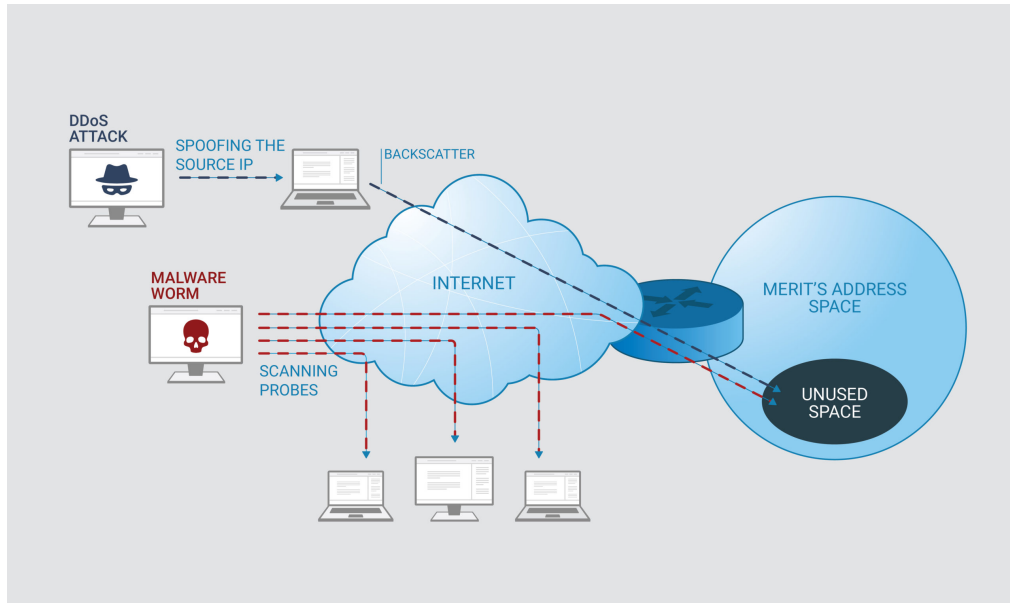 DDoS
ATTACK
SPOOFING THE
SOURCE IP
BACKSCATTER
INTERNET
MERIT’S ADDRESS
SPACE
MALWARE
WORM
SCANNING
PROBES
UNUSED
SPACE